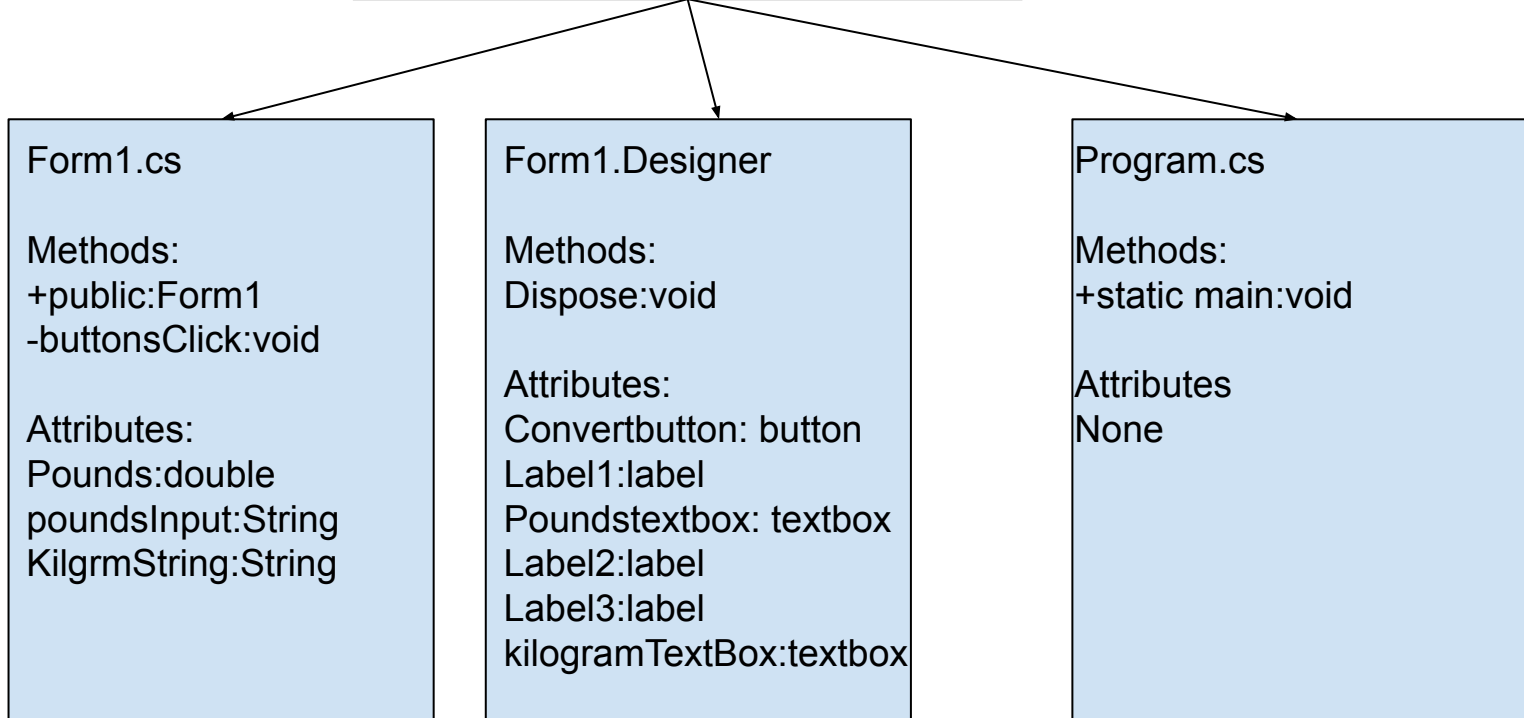 Form1.cs
Methods:
+public:Form1
-buttonsClick:void
Attributes:
Pounds:double
poundsInput:String
KilgrmString:String
Form1.Designer
Methods:
Dispose:void
Attributes:
Convertbutton: button
Label1:label
Poundstextbox: textbox
Label2:label
Label3:label
kilogramTextBox:textbox
Program.cs
Methods:
+static main:void
Attributes
None